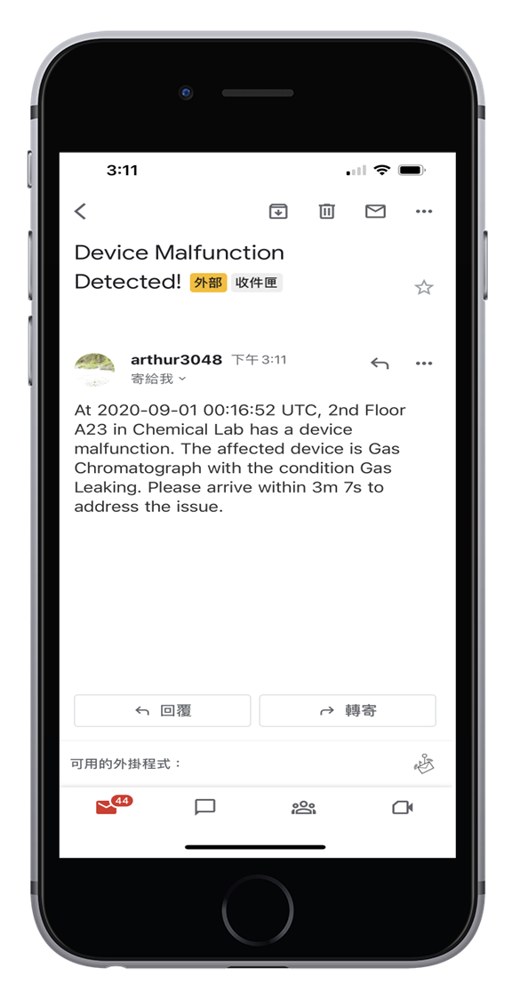 3:11
Device Malfunction
Detected! 外部 收件匣
arthur3048 下午 3:11
寄給我
At 2020-09-01 00:16:52 UTC, 2nd Floor
A23 in Chemical Lab has a device
malfunction. The affected device is Gas
Chromatograph with the condition Gas
Leaking. Please arrive within 3m 7s to
address the issue.
回覆 轉寄
可用的外掛程式：
44